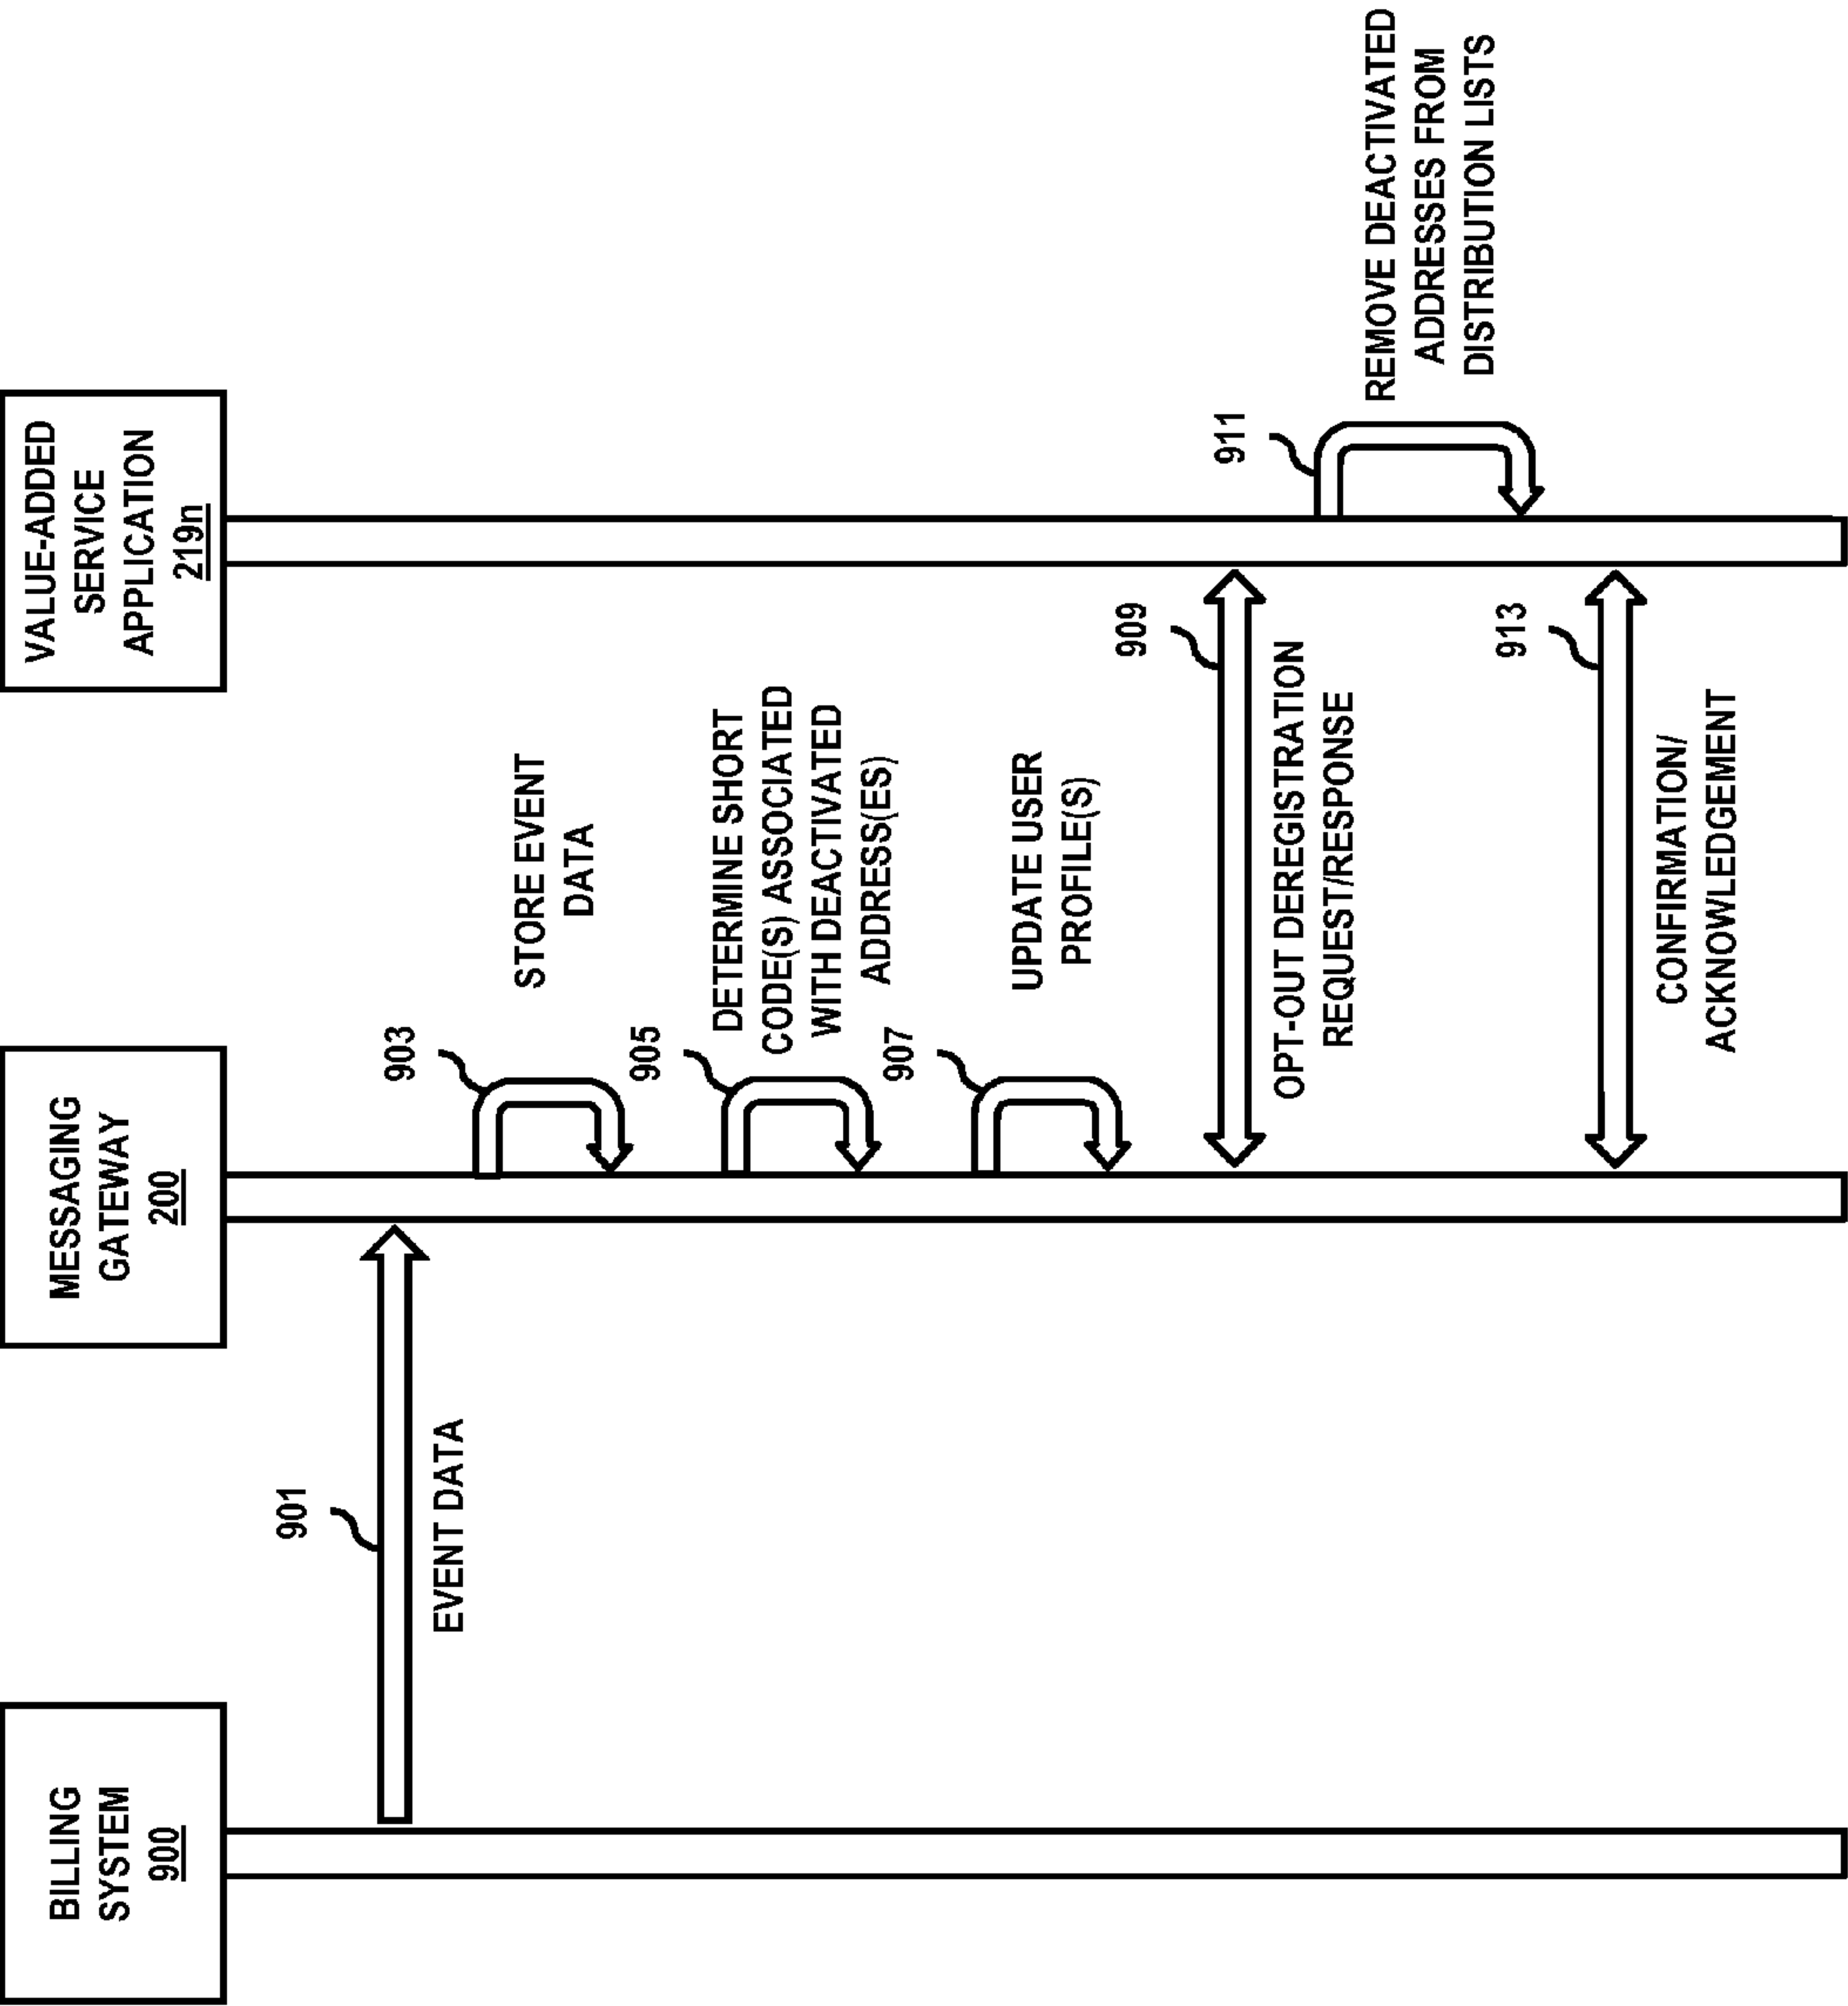 BILLING
SYSTEM
900
MESSAGING
GATEWAY
200
VALUE-ADDED
SERVICE
APPLICATION
219n
901
EVENT DATA
903
STORE EVENT
DATA
905
DETERMINE SHORT
CODE(S) ASSOCIATED
WITH DEACTIVATED
ADDRESS(ES)
907
UPDATE USER
PROFILE(S)
909
OPT-OUT DEREGISTRATION
REQUEST/RESPONSE
911
REMOVE DEACTIVATED
ADDRESSES FROM
DISTRIBUTION LISTS
913
CONFIRMATION/
ACKNOWLEDGEMENT